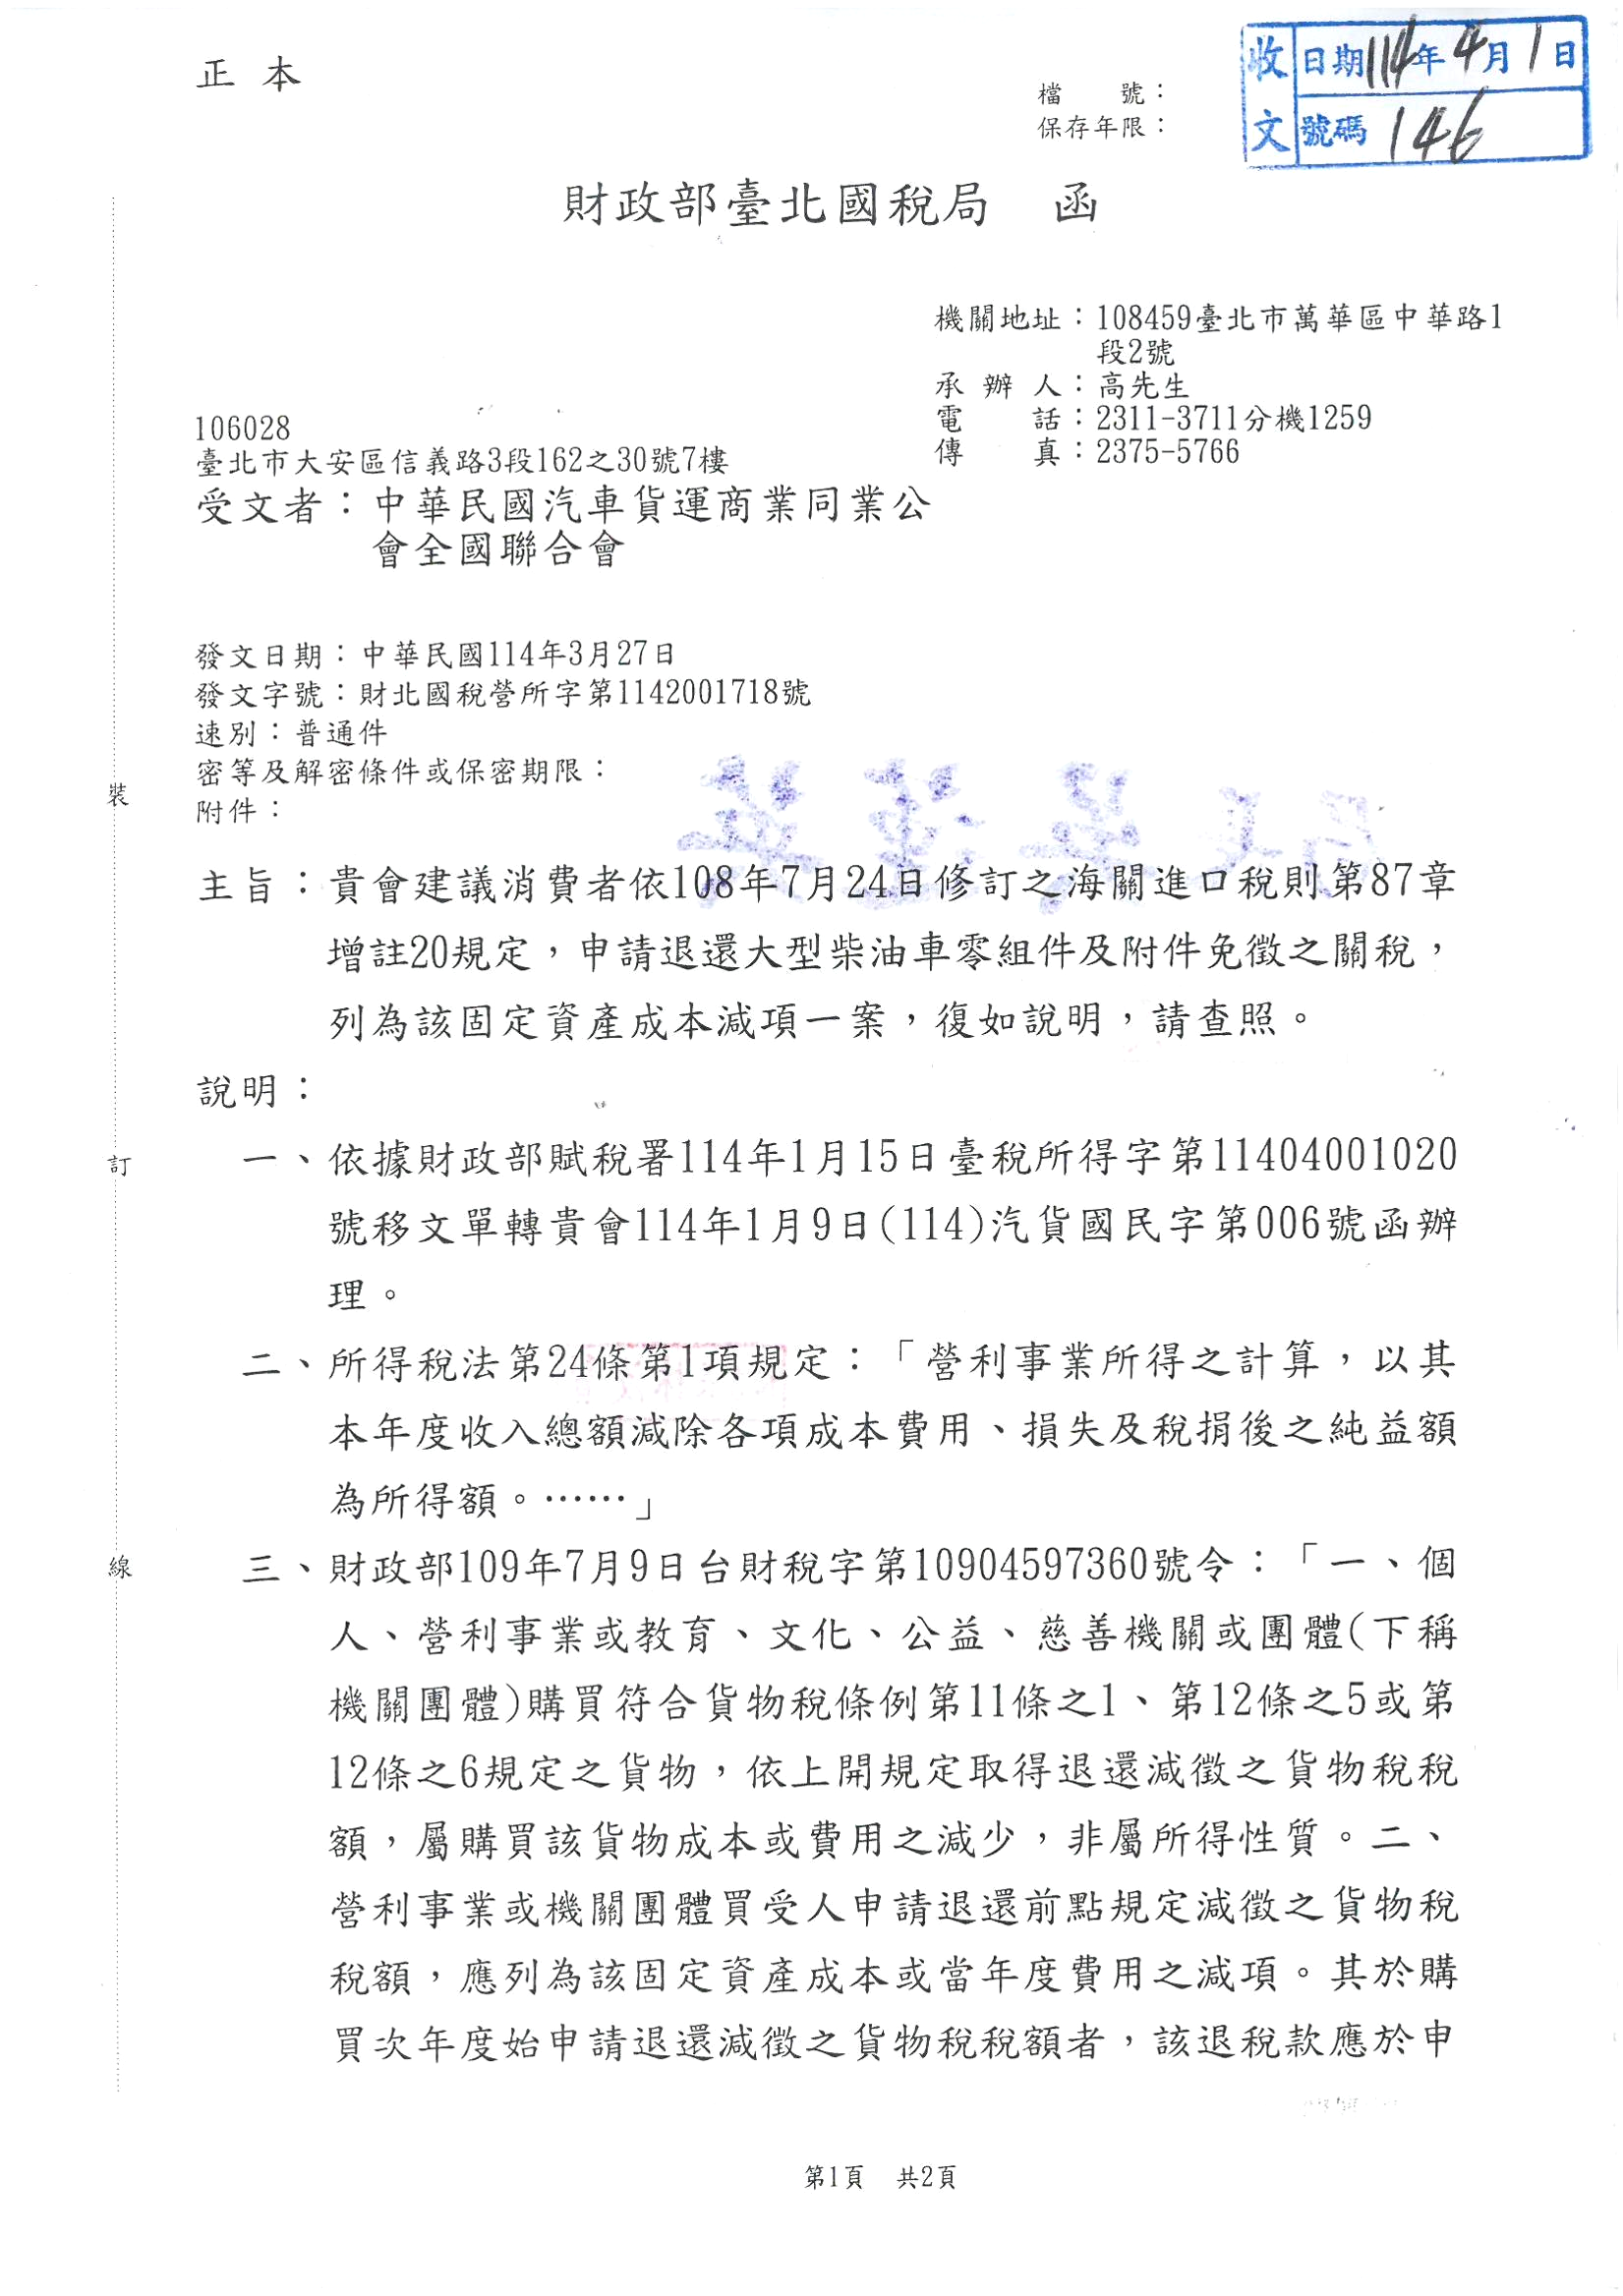 正本
檔 號：
保存年限：
收文 日期 114年4月1日
號碼 146
財政部臺北國稅局 函
機關地址：108459臺北市萬華區中華路1
段2號
承辦人：高先生
電 話：2311-3711分機1259
傳 真：2375-5766
106028
臺北市大安區信義路3段162之30號7樓
受文者：中華民國汽車貨運商業同業公
會全國聯合會
發文日期：中華民國114年3月27日
發文字號：財北國稅營所字第1142001718號
速別：普通件
密等及解密條件或保密期限：
附件：
主旨：貴會建議消費者依108年7月24日修訂之海關進口稅則第87章
增註20規定，申請退還大型柴油車零組件及附件免徵之關稅，
列為該固定資產成本減項一案，復如說明，請查照。
說明：
一、依據財政部賦稅署114年1月15日臺稅所得字第11404001020
號移文單轉貴會114年1月9日(114)汽貨國民字第006號函辦
理。
二、所得稅法第24條第1項規定：「營利事業所得之計算，以其
本年度收入總額減除各項成本費用、損失及稅捐後之純益額
為所得額。……」
三、財政部109年7月9日台財稅字第10904597360號令：「一、個
人、營利事業或教育、文化、公益、慈善機關或團體(下稱
機關團體)購買符合貨物稅條例第11條之1、第12條之5或第
12條之6規定之貨物，依上開規定取得退還減徵之貨物稅稅
額，屬購買該貨物成本或費用之減少，非屬所得性質。二、
營利事業或機關團體買受人申請退還前點規定減徵之貨物稅
稅額，應列為該固定資產成本或當年度費用之減項。其於購
買次年度始申請退還減徵之貨物稅稅額者，該退稅款應於申
裝
訂
線
第1頁 共2頁